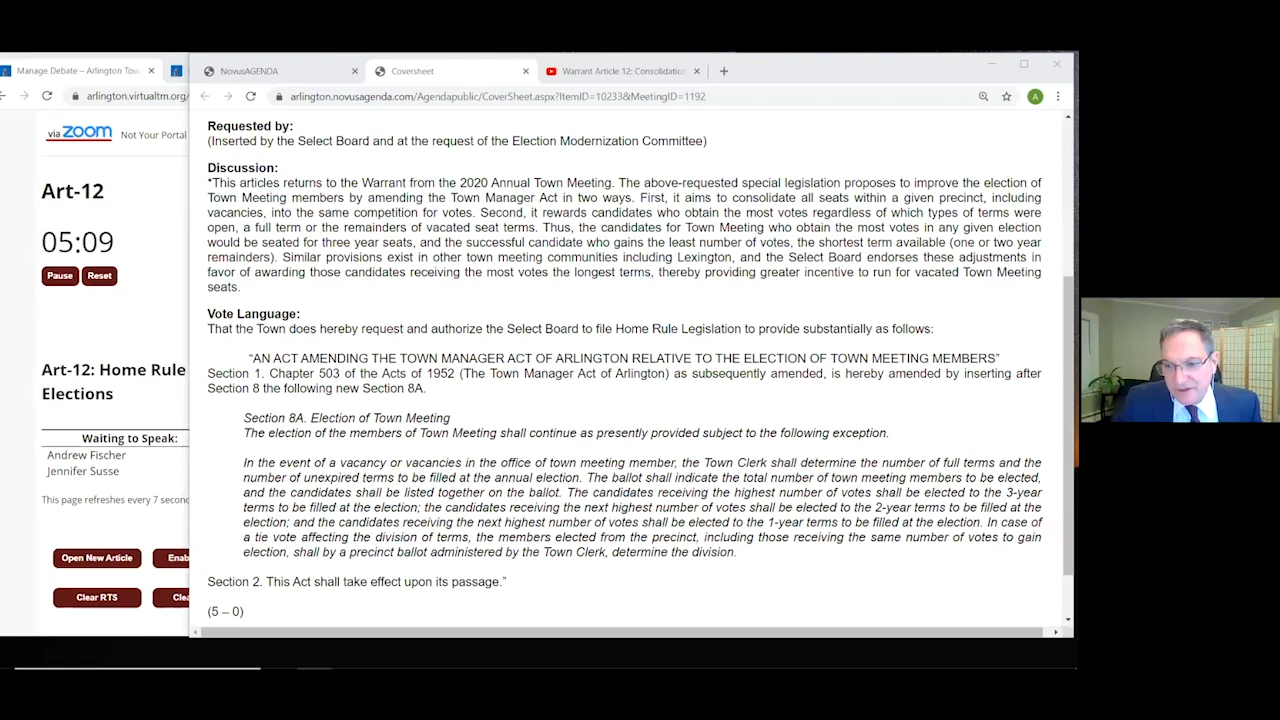 Manage Debate – Arlington Tow
NovusAGENDA
Coversheet
Warrant Article 12: Consolidatio
arlington.virtualtm.org/
arlington.novusagenda.com/Agendapublic/CoverSheet.aspx?ItemID=10233&MeetingID=1192
A
via zoom
Not Your Portal
Art-12
05:09
Pause
Reset
Art-12: Home Rule
Elections
Waiting to Speak:
Andrew Fischer
Jennifer Susse
This page refreshes every 7 second
Open New Article
Enab
Clear RTS
Clea
Requested by:
(Inserted by the Select Board and at the request of the Election Modernization Committee)
Discussion:
*This articles returns to the Warrant from the 2020 Annual Town Meeting. The above-requested special legislation proposes to improve the election of
Town Meeting members by amending the Town Manager Act in two ways. First, it aims to consolidate all seats within a given precinct, including
vacancies, into the same competition for votes. Second, it rewards candidates who obtain the most votes regardless of which types of terms were
open, a full term or the remainders of vacated seat terms. Thus, the candidates for Town Meeting who obtain the most votes in any given election
would be seated for three year seats, and the successful candidate who gains the least number of votes, the shortest term available (one or two year
remainders). Similar provisions exist in other town meeting communities including Lexington, and the Select Board endorses these adjustments in
favor of awarding those candidates receiving the most votes the longest terms, thereby providing greater incentive to run for vacated Town Meeting
seats.
Vote Language:
That the Town does hereby request and authorize the Select Board to file Home Rule Legislation to provide substantially as follows:
“AN ACT AMENDING THE TOWN MANAGER ACT OF ARLINGTON RELATIVE TO THE ELECTION OF TOWN MEETING MEMBERS”
Section 1. Chapter 503 of the Acts of 1952 (The Town Manager Act of Arlington) as subsequently amended, is hereby amended by inserting after
Section 8 the following new Section 8A.
Section 8A. Election of Town Meeting
The election of the members of Town Meeting shall continue as presently provided subject to the following exception.
In the event of a vacancy or vacancies in the office of town meeting member, the Town Clerk shall determine the number of full terms and the
number of unexpired terms to be filled at the annual election. The ballot shall indicate the total number of town meeting members to be elected,
and the candidates shall be listed together on the ballot. The candidates receiving the highest number of votes shall be elected to the 3-year
terms to be filled at the election; the candidates receiving the next highest number of votes shall be elected to the 2-year terms to be filled at the
election; and the candidates receiving the next highest number of votes shall be elected to the 1-year terms to be filled at the election. In case of
a tie vote affecting the division of terms, the members elected from the precinct, including those receiving the same number of votes to gain
election, shall by a precinct ballot administered by the Town Clerk, determine the division.
Section 2. This Act shall take effect upon its passage.”
(5 – 0)